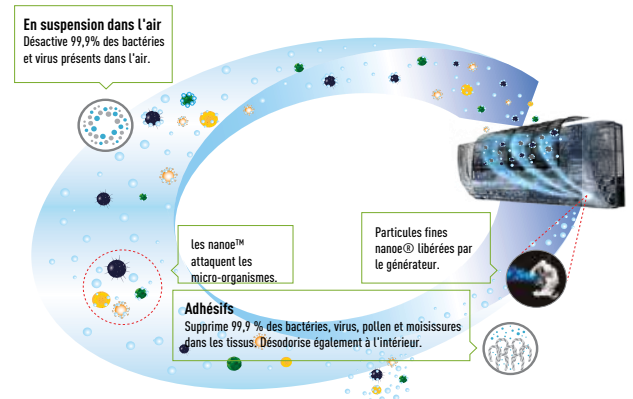 En suspension dans l'air
Désactive 99,9% des bactéries
et virus présents dans l'air.
les nanoe™
attaquent les
micro-organismes.
Particules fines
nanoe® libérées par
le générateur.
Adhésifs
Supprime 99,9 % des bactéries, virus, pollen et moisissures
dans les tissus. Désodorise également à l'intérieur.